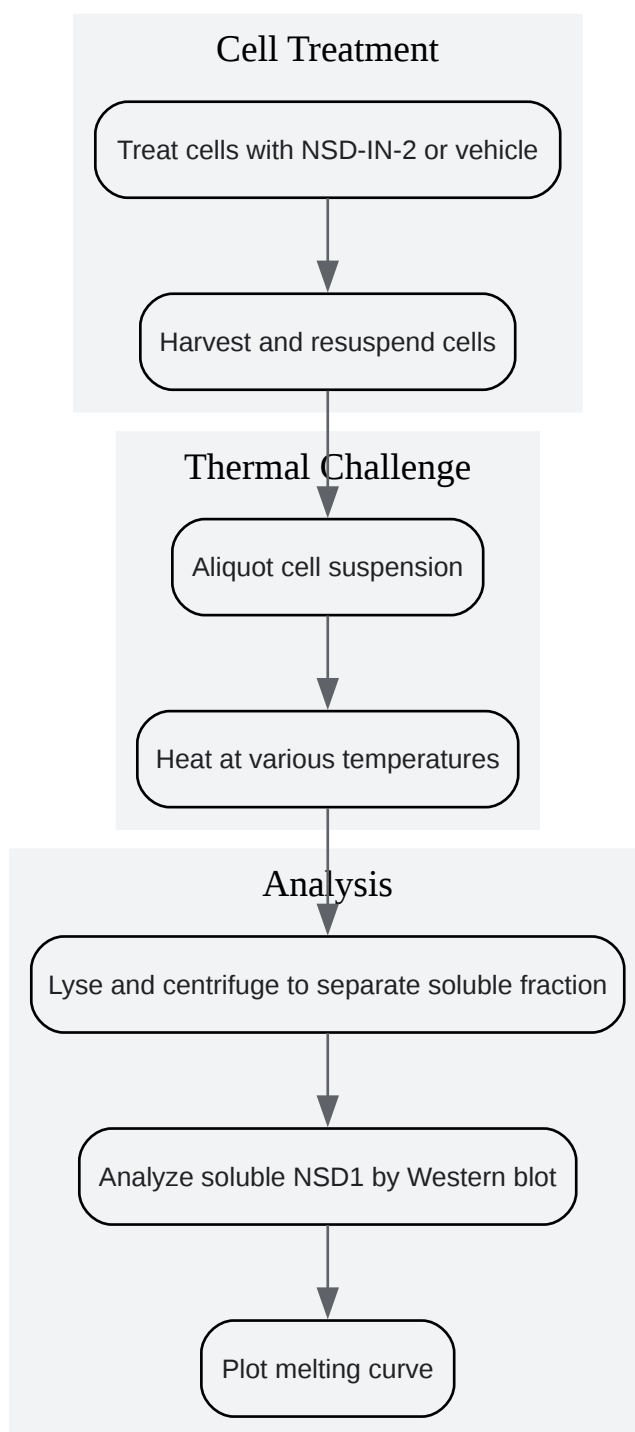 Cell Treatment
Treat cells with NSD-IN-2 or vehicle
Harvest and resuspend cells
Thermal Challenge
Aliquot cell suspension
Heat at various temperatures
Analysis
Lyse and centrifuge to separate soluble fraction
Analyze soluble NSD1 by Western blot
Plot melting curve